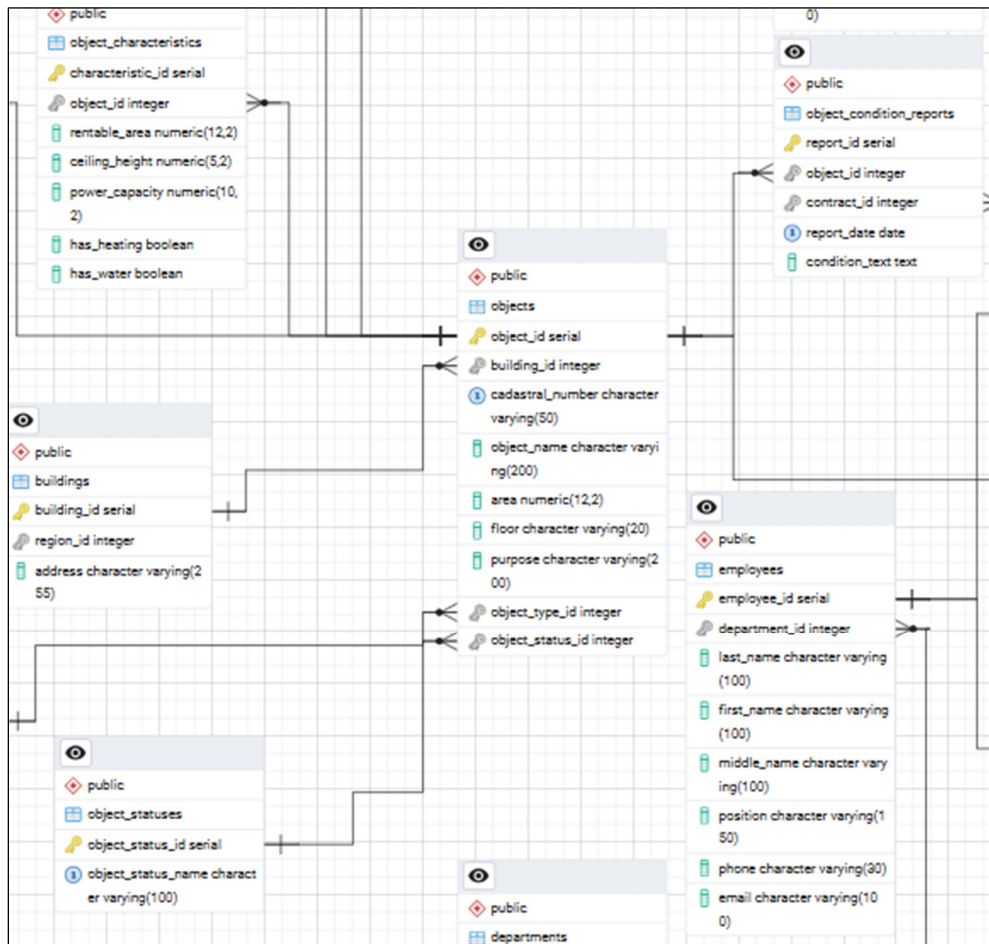 public
object_characteristics
characteristic_id serial
object_id integer
rentable_area numeric(12,2)
ceiling_height numeric(5,2)
power_capacity numeric(10,
2)
has_heating boolean
has_water boolean
0)
public
object_condition_reports
report_id serial
object_id integer
contract_id integer
report_date date
condition_text text
public
objects
object_id serial
building_id integer
cadastral_number character
varying(50)
object_name character varyi
ng(200)
area numeric(12,2)
floor character varying(20)
purpose character varying(2
00)
object_type_id integer
object_status_id integer
public
buildings
building_id serial
region_id integer
address character varying(2
55)
public
employees
employee_id serial
department_id integer
last_name character varying
(100)
first_name character varying
(100)
middle_name character vary
ing(100)
position character varying(1
50)
phone character varying(30)
email character varying(10
0)
public
object_statuses
object_status_id serial
object_status_name charact
er varying(100)
public
departments